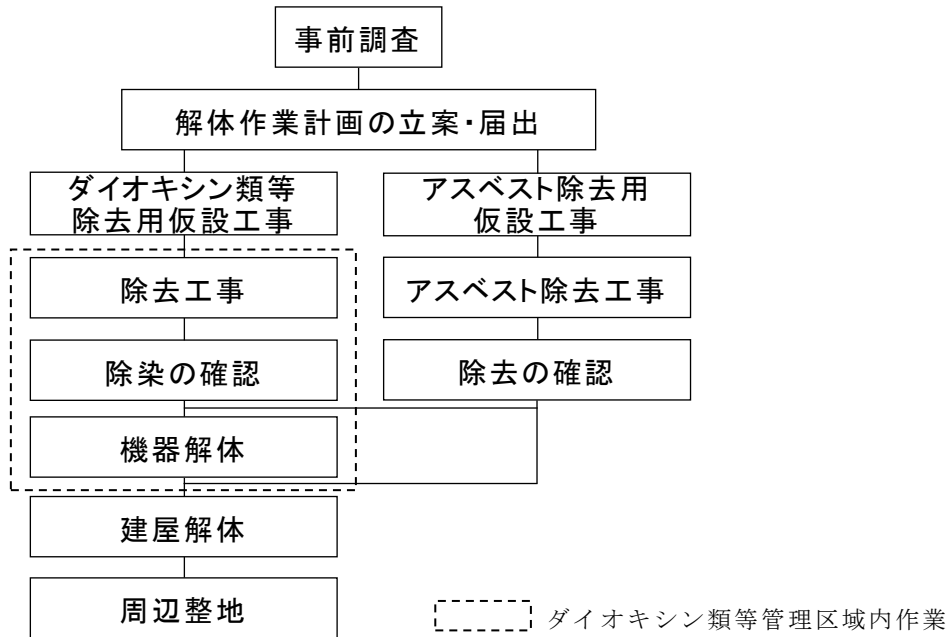 事前調査
解体作業計画の立案・届出
ダイオキシン類等
除去用仮設工事
アスベスト除去用
仮設工事
除去工事
アスベスト除去工事
除染の確認
除去の確認
機器解体
建屋解体
周辺整地
ダイオキシン類等管理区域内作業